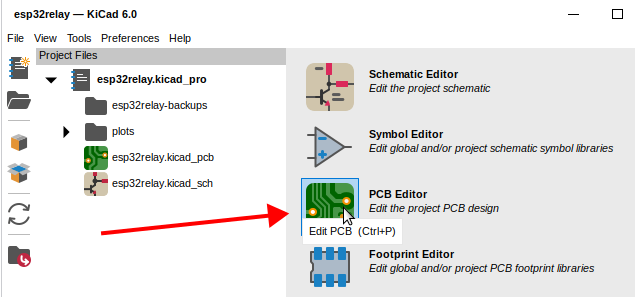 esp32relay — KiCad 6.0
File View Tools Preferences Help
Project Files
esp32relay.kicad_pro
esp32relay-backups
plots
esp32relay.kicad_pcb
esp32relay.kicad_sch
Schematic Editor
Edit the project schematic
Symbol Editor
Edit global and/or project schematic symbol libraries
PCB Editor
Edit the project PCB design
Edit PCB (Ctrl+P)
Footprint Editor
Edit global and/or project PCB footprint libraries